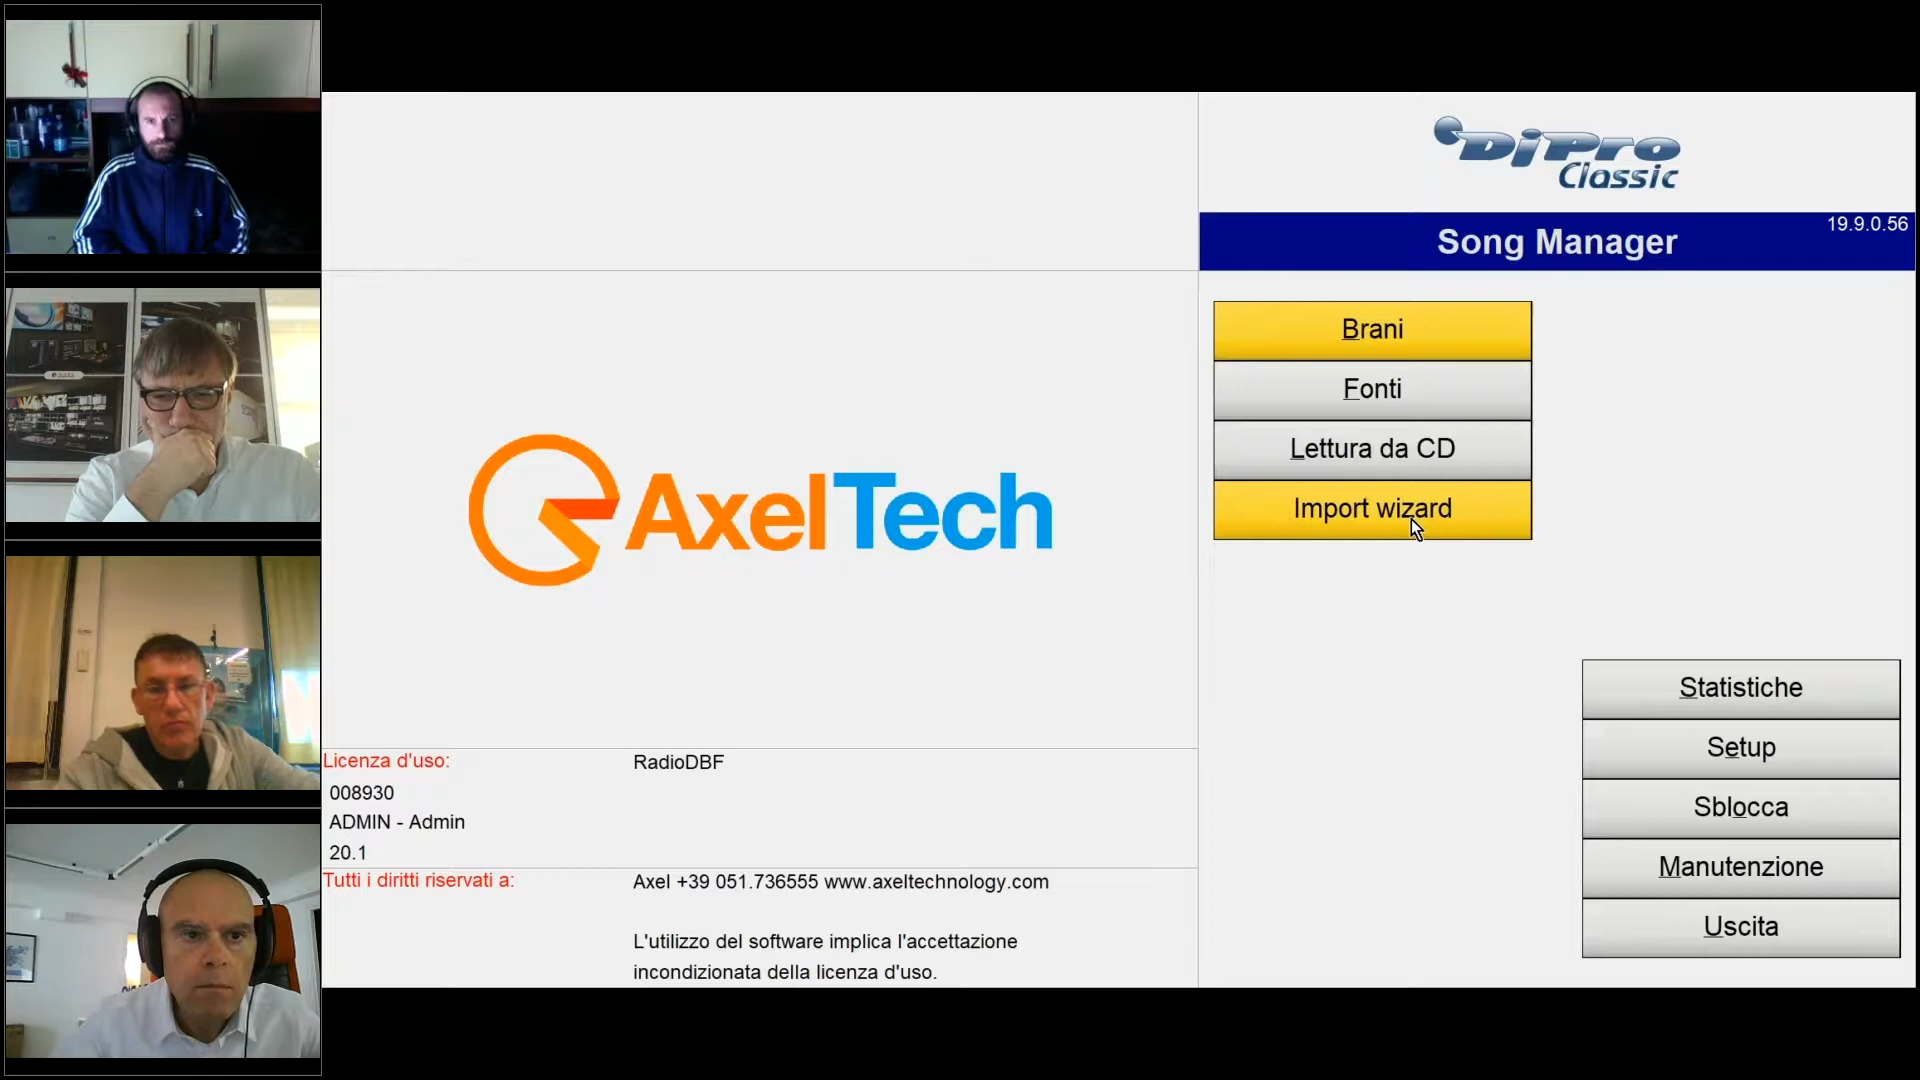 DjPro
Classic
Song Manager
19.9.0.56
Brani
Fonti
Lettura da CD
Import wizard
AxelTech
Statistiche
Setup
Sblocca
Manutenzione
Uscita
Licenza d'uso:
RadioDBF
008930
ADMIN - Admin
20.1
Tutti i diritti riservati a:
Axel +39 051.736555 www.axeltechnology.com
L'utilizzo del software implica l'accettazione
incondizionata della licenza d'uso.